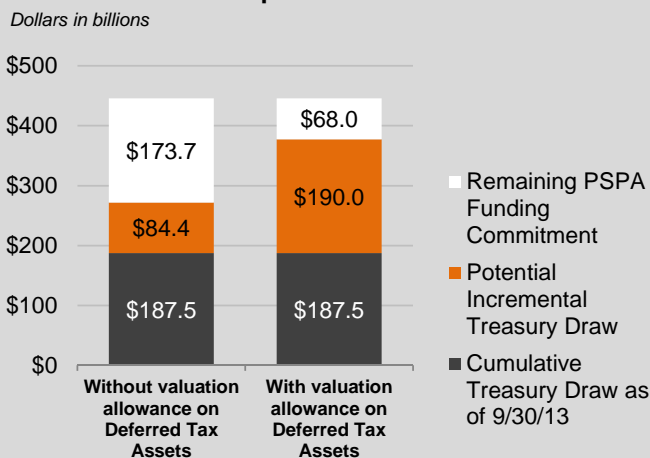 Dollars in billions
$500
$400
$300
$200
$100
$0
$173.7
$84.4
$187.5
$68.0
$190.0
$187.5
Without valuation
allowance on
Deferred Tax
Assets
With valuation
allowance on
Deferred Tax
Assets
Remaining PSPA
Funding
Commitment
Potential
Incremental
Treasury Draw
Cumulative
Treasury Draw as
of 9/30/13